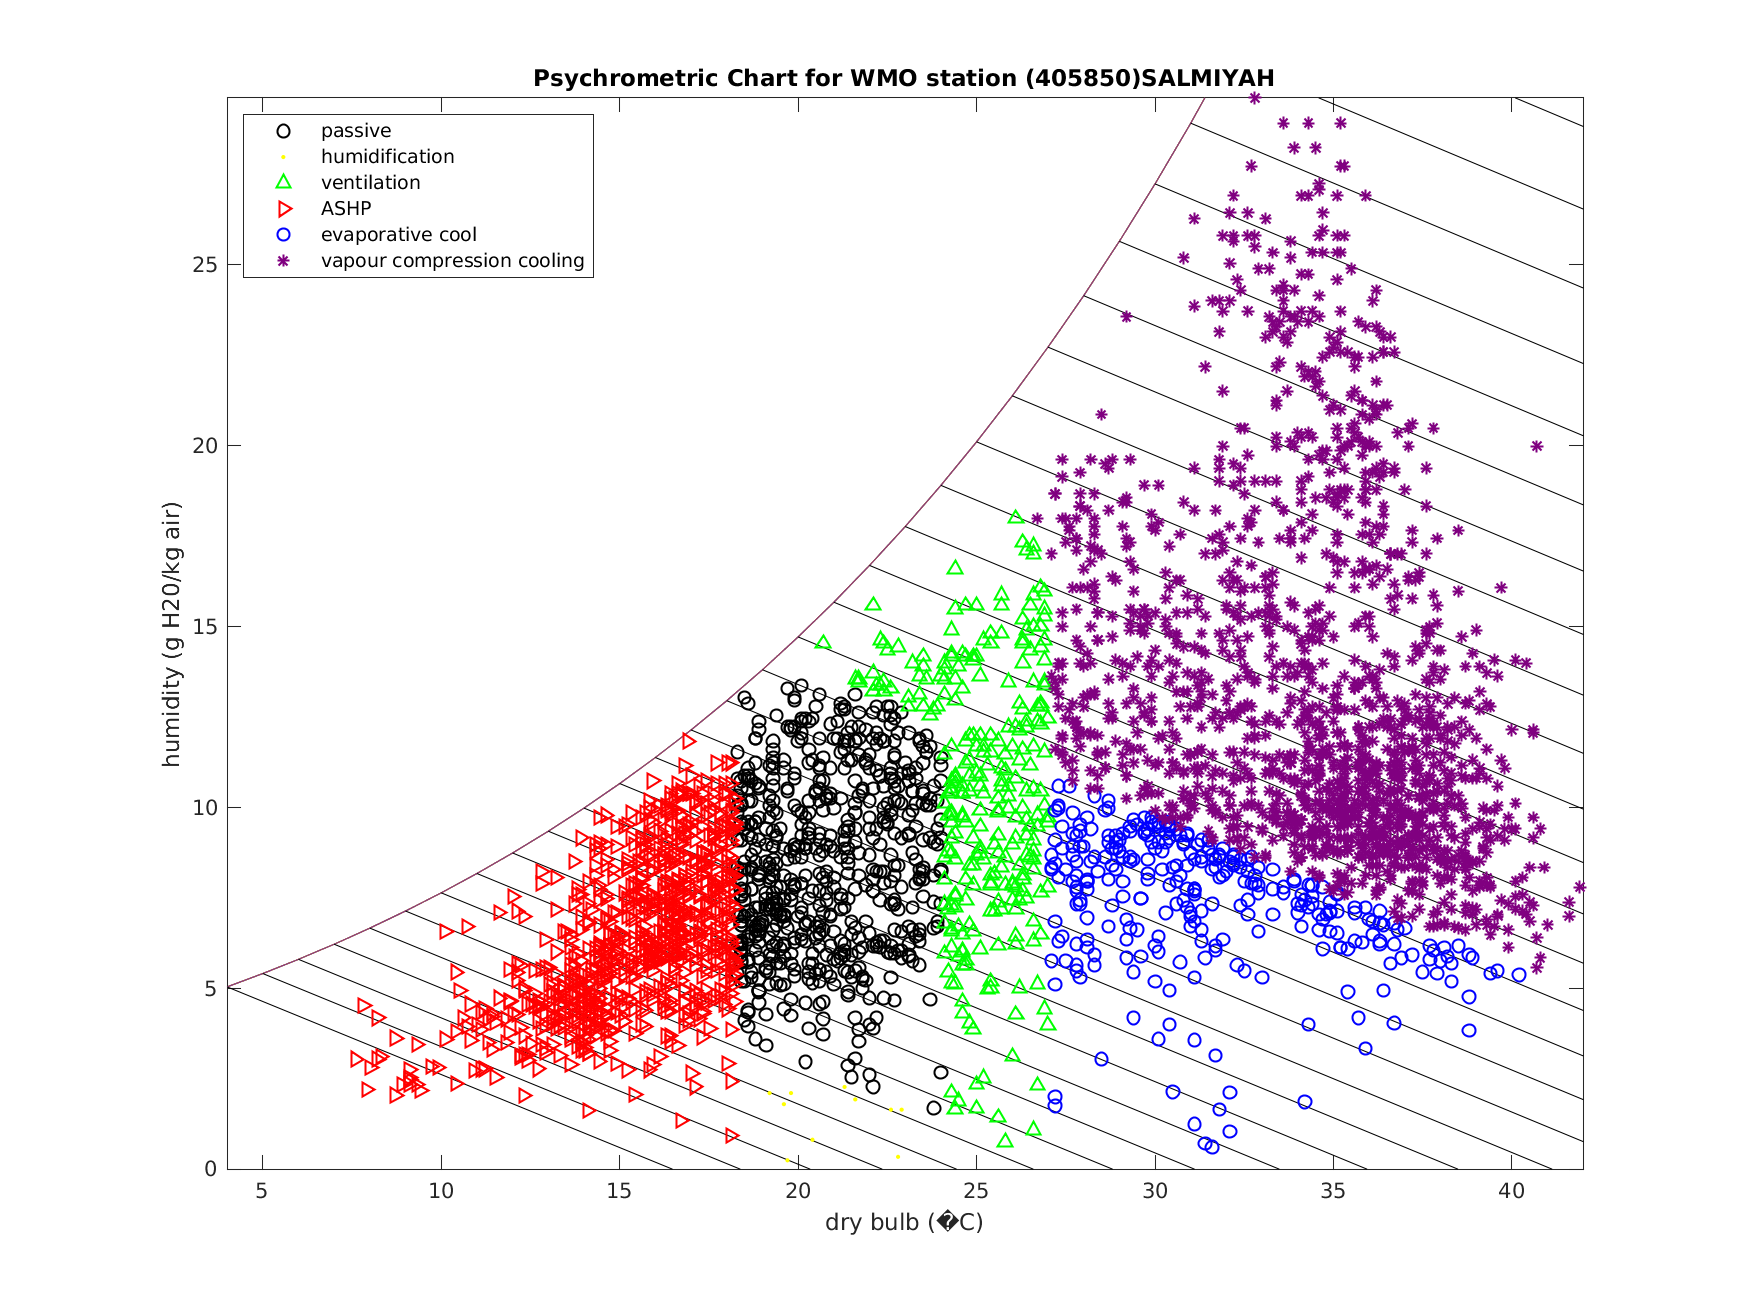 Psychrometric Chart for WMO station (405850)SALMIYAH
passive
humidification
ventilation
ASHP
evaporative cool
vapour compression cooling
humidity (g H20/kg air)
25
20
15
10
5
0
5 10 15 20 25 30 35 40
dry bulb (�C)